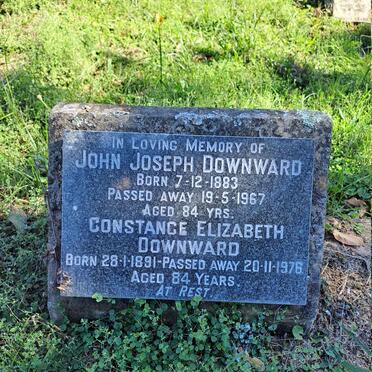 IN LOVING MEMORY OF
JOHN JOSEPH DOWNWARD
BORN 7-12-1883
PASSED AWAY 19-5-1967
AGED 84 YRS.
CONSTANCE ELIZABETH
DOWNWARD
BORN 28-1-1891-PASSED AWAY 20-11-1976
AGED 84 YEARS.
AT REST